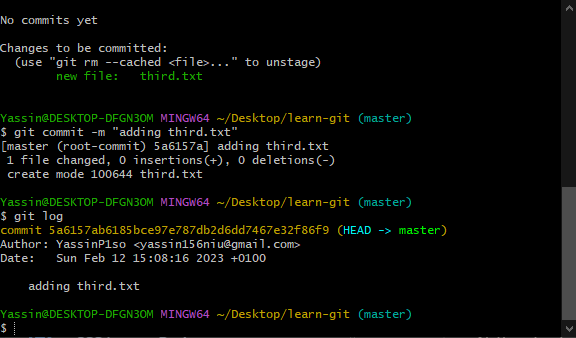 No commits yet
Changes to be committed:
  (use "git rm --cached <file>..." to unstage)
        new file:   third.txt
Yassin@DESKTOP-DFGN3OM MINGW64 ~/Desktop/learn-git (master)
$ git commit -m "adding third.txt"
[master (root-commit) 5a6157a] adding third.txt
 1 file changed, 0 insertions(+), 0 deletions(-)
 create mode 100644 third.txt
Yassin@DESKTOP-DFGN3OM MINGW64 ~/Desktop/learn-git (master)
$ git log
commit 5a6157ab6185bce97e787db2d6dd7467e32f86f9 (HEAD -> master)
Author: YassinP1so <yassin156niu@gmail.com>
Date:   Sun Feb 12 15:08:16 2023 +0100
    adding third.txt
Yassin@DESKTOP-DFGN3OM MINGW64 ~/Desktop/learn-git (master)
$